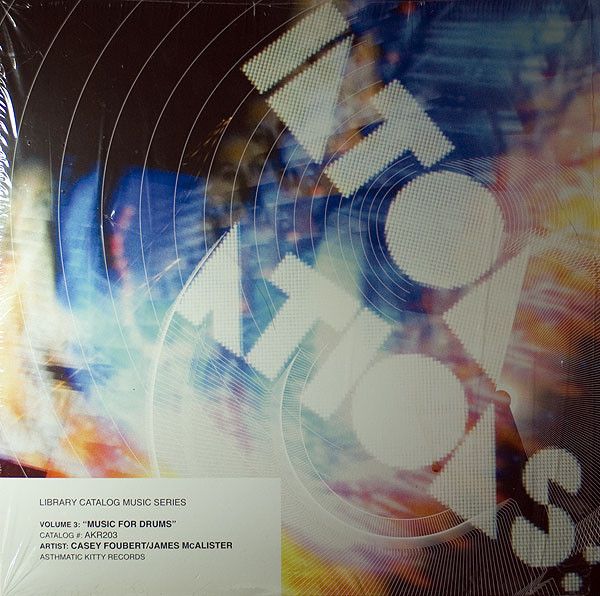 LIBRARY CATALOG MUSIC SERIES
VOLUME 3: "MUSIC FOR DRUMS"
CATALOG #: AKR203
ARTIST: CASEY FOUBERT/JAMES McALISTER
ASTHMATIC KITTY RECORDS